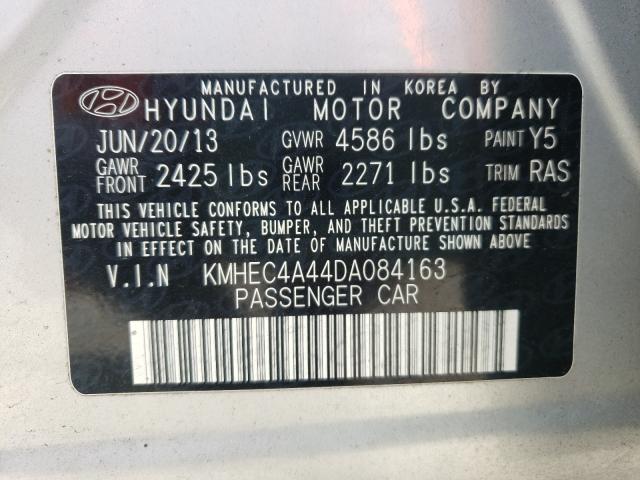 MANUFACTURED IN KOREA BY
HYUNDAI MOTOR COMPANY
JUN/20/13 GVWR 4586 lbs PAINT Y5
GAWR FRONT 2425 lbs GAWR REAR 2271 lbs TRIM RAS
THIS VEHICLE CONFORMS TO ALL APPLICABLE U.S.A. FEDERAL
MOTOR VEHICLE SAFETY, BUMPER, AND THEFT PREVENTION STANDARDS
IN EFFECT ON THE DATE OF MANUFACTURE SHOWN ABOVE.
V.I.N KMHEC4A44DA084163
PASSENGER CAR